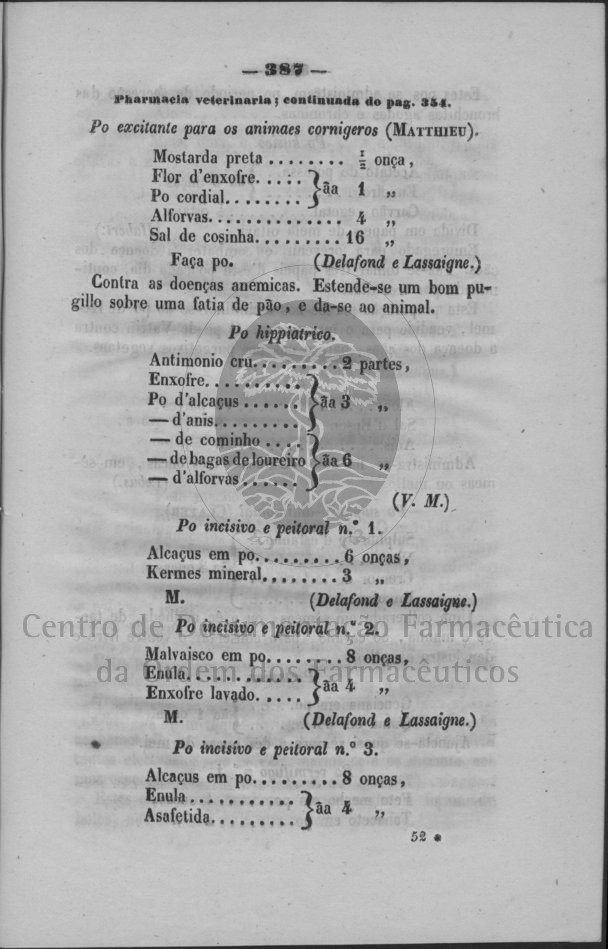 — 387 —
Pharmacia veterinaria; continuada do pag. 354.
Po excitante para os animaes cornigeros (MATTHIEU).
Mostarda preta ........ ½ onça,
Flor d'enxofre..... } ãa 1 „
Po cordial........
Alforvas.............. 4 „
Sal de cosinha......... 16 „
Faça po. (Delafond e Lassaigne.)
Contra as doenças anemicas. Estende-se um bom pu-
gillo sobre uma fatia de pão, e da-se ao animal.
Po hippiatrico.
Antimonio cru......... 2 partes,
Enxofre..........
Po d'alcaçus ...... } ãa 3 „
— d'anis.........
— de cominho ....
— de bagas de loureiro } ãa 6 „
— d'alforvas ......
(V. M.)
Po incisivo e peitoral n.° 1.
Alcaçus em po......... 6 onças,
Kermes mineral........ 3 „
M. (Delafond e Lassaigne.)
Po incisivo e peitoral n.° 2.
Malvaisco em po........ 8 onças,
Enula............ } ãa 4 „
Enxofre lavado. ....
M. (Delafond e Lassaigne.)
Po incisivo e peitoral n.° 3.
Alcaçus em po......... 8 onças,
Enula ........... } ãa 4 „
Asafetida.........
52 *
Centro de Documentação Farmacêutica
da Ordem dos Farmacêuticos